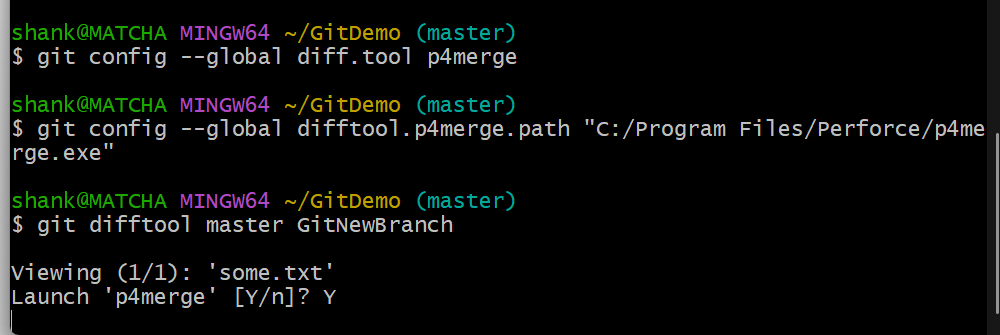 shank@MATCHA MINGW64 ~/GitDemo (master)
$ git config --global diff.tool p4merge
shank@MATCHA MINGW64 ~/GitDemo (master)
$ git config --global difftool.p4merge.path "C:/Program Files/Perforce/p4me
rge.exe"
shank@MATCHA MINGW64 ~/GitDemo (master)
$ git difftool master GitNewBranch
Viewing (1/1): 'some.txt'
Launch 'p4merge' [Y/n]? Y